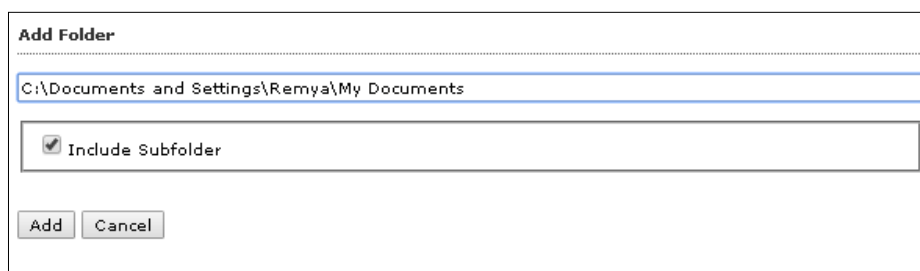 Add Folder
C:\Documents and Settings\Remya\My Documents
Include Subfolder
Add Cancel